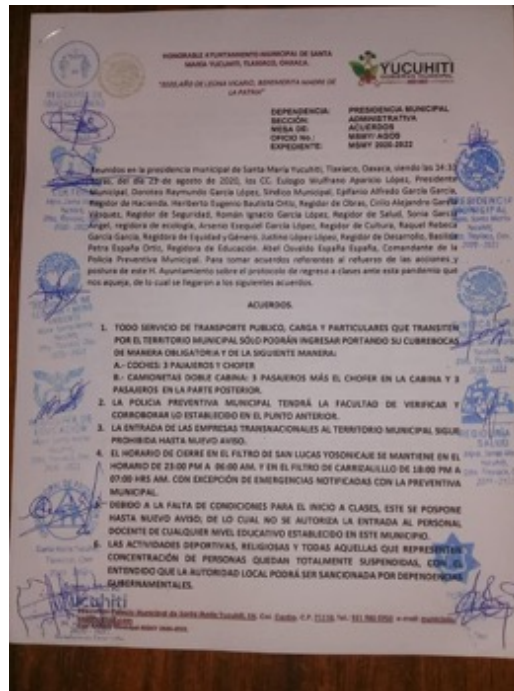 HONORABLE AYUNTAMIENTO MUNICIPAL DE SANTA
MARÍA YUCUHITI, TLAXIACO, OAXACA.
LEONA VICARIO, BENEMÉRITA MADRE DE
LA PATRIA"
YUCUHITI
DEPENDENCIA: PRESIDENCIA MUNICIPAL
SECCIÓN: ADMINISTRATIVA
MESA DE: ACUERDOS
OFICIO No.: MSMY/ AGOS
EXPEDIENTE: MSMY 2020-2022
Reunidos en la presidencia municipal de Santa María Yucuhiti, Tlaxiaco, Oaxaca, siendo las 14:33
horas, del día 23 de agosto de 2020, los CC. Eulogio Wulfrano Aparicio López, Presidente
Municipal, Doroteo Raymundo García López, Síndico Municipal, Epifanio Alfredo García García,
Regidor de Hacienda, Heriberto Eugenio Bautista Ortiz, Regidor de Obras, Cirilo Alejandro García
Vásquez, Regidor de Seguridad, Román Ignacio García López, Regidor de Salud, Sonia García
Ángel, regidora de ecología, Arsenio Ezequiel García López, Regidor de Cultura, Raquel Rebeca
García García, Regidora de Equidad y Género, Justino López López, Regidor de Desarrollo, Basilisa
Petra España Ortiz, Regidora de Educación. Abel Osvaldo España España, Comandante de la
Policía Preventiva Municipal. Para tomar acuerdos referentes al refuerzo de las acciones y
postura de este H. Ayuntamiento sobre el protocolo de regreso a clases ante esta pandemia que
nos aqueja, de lo cual se llegaron a los siguientes acuerdos.
ACUERDOS.
1. TODO SERVICIO DE TRANSPORTE PUBLICO, CARGA Y PARTICULARES QUE TRANSITEN
POR EL TERRITORIO MUNICIPAL SÓLO PODRÁN INGRESAR PORTANDO SU CUBREBOCAS
DE MANERA OBLIGATORIA Y DE LA SIGUIENTE MANERA:
A.- COCHES: 3 PAJAJEROS Y CHOFER
B.- CAMIONETAS DOBLE CABINA: 3 PASAJEROS MÁS EL CHOFER EN LA CABINA Y 3
PASAJEROS EN LA PARTE POSTERIOR.
2. LA POLICIA PREVENTIVA MUNICIPAL TENDRÁ LA FACULTAD DE VERIFICAR Y
CORROBORAR LO ESTABLECIDO EN EL PUNTO ANTERIOR.
3. LA ENTRADA DE LAS EMPRESAS TRANSNACIONALES AL TERRITORIO MUNICIPAL SIGUE
PROHIBIDA HASTA NUEVO AVISO.
4. EL HORARIO DE CIERRE EN EL FILTRO DE SAN LUCAS YOSONICAJE SE MANTIENE EN EL
HORARIO DE 23:00 PM A 06:00 AM. Y EN EL FILTRO DE CARRIZALILLLO DE 18:00 PM A
07:00 HRS AM. CON EXCEPCIÓN DE EMERGENCIAS NOTIFICADAS CON LA PREVENTIVA
MUNICIPAL.
5. DEBIDO A LA FALTA DE CONDICIONES PARA EL INICIO A CLASES, ESTE SE POSPONE
HASTA NUEVO AVISO; DE LO CUAL NO SE AUTORIZA LA ENTRADA AL PERSONAL
DOCENTE DE CUALQUIER NIVEL EDUCATIVO ESTABLECIDO EN ESTE MUNICIPIO.
6. LAS ACTIVIDADES DEPORTIVAS, RELIGIOSAS Y TODAS AQUELLAS QUE REPRESENTEN
CONCENTRACIÓN DE PERSONAS QUEDAN TOTALMENTE SUSPENDIDAS, CON EL
ENTENDIDO QUE LA AUTORIDAD LOCAL PODRÁ SER SANCIONADA POR DEPENDENCIAS
GUBERNAMENTALES.
Yucuhiti
Palacio Municipal de Santa María Yucuhiti,